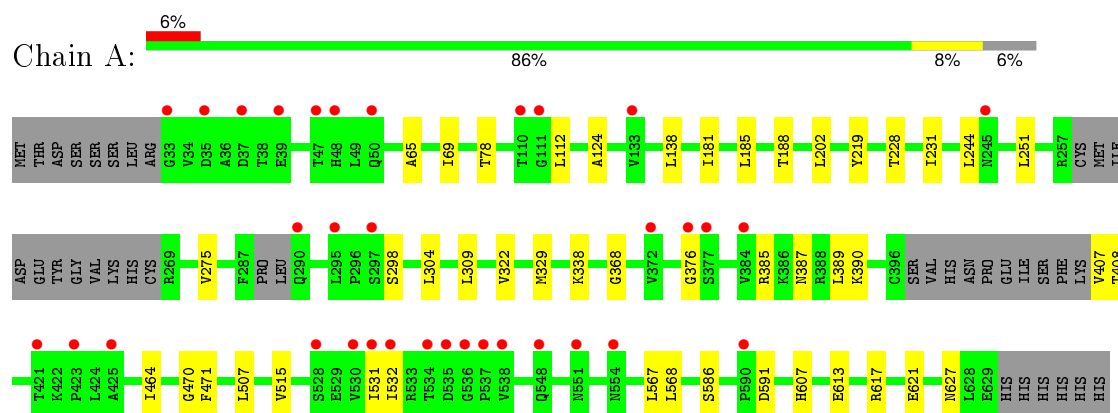 6%
Chain A:
86% 8% 6%
MET THR ASP SER SER SER LEU ARG G33 V34 D35 A36 D37 T38 E39 T47 H48 L49 Q50 A65 I69 T78 T110 G111 L112 A124 V133 L138 I181 L185 T188 L202 Y219 T228 I231 L244 N245 L251 R257 CYS MET ILE
ASP GLU TYR GLY VAL LYS HIS CYS R269 V275 F287 PRO LEU Q290 L295 P296 S297 S298 L304 L309 V322 M329 K338 G368 V372 G376 S377 V384 R385 K386 N387 R388 L389 K390 C396 SER VAL HIS ASN PRO GLU ILE SER PHE LYS V407 T408
T421 K422 P423 L424 A425 I464 G470 F471 L507 V515 S528 E529 V530 I531 I532 R533 T534 D535 G536 P537 V538 Q548 N551 N554 L567 L568 S586 P590 D591 H607 E613 R617 E621 N627 L628 E629 HIS HIS HIS HIS HIS